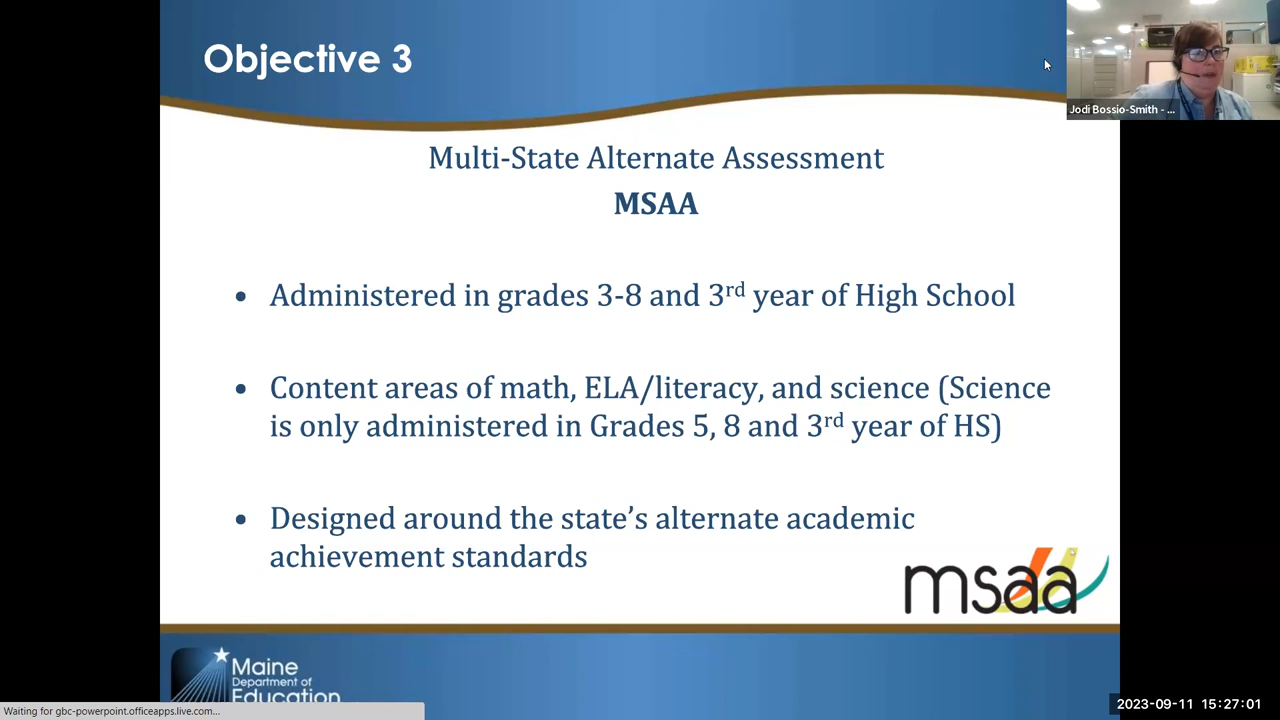 Objective 3
Jodi Bossio-Smith - ...
Multi-State Alternate Assessment
MSAA
• Administered in grades 3-8 and 3rd year of High School
• Content areas of math, ELA/literacy, and science (Science
is only administered in Grades 5, 8 and 3rd year of HS)
• Designed around the state’s alternate academic
achievement standards
msaa
Maine
Department of
Education
Waiting for gbc-powerpoint.officeapps.live.com...
2023-09-11 15:27:01